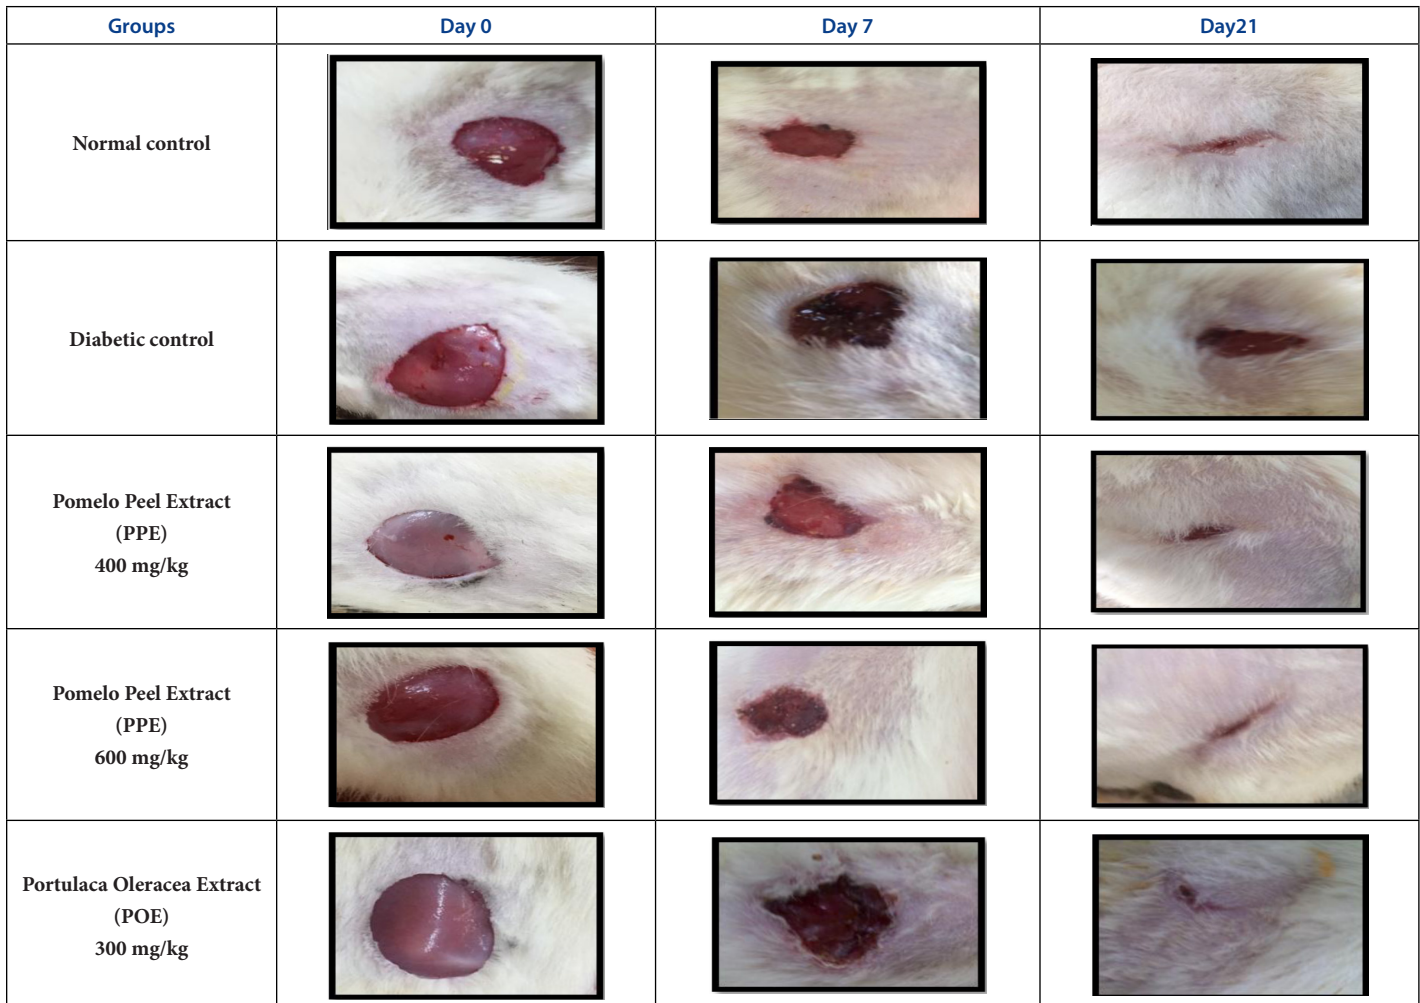 Groups Day 0 Day 7 Day21
Normal control
Diabetic control
Pomelo Peel Extract
(PPE)
400 mg/kg
Pomelo Peel Extract
(PPE)
600 mg/kg
Portulaca Oleracea Extract
(POE)
300 mg/kg